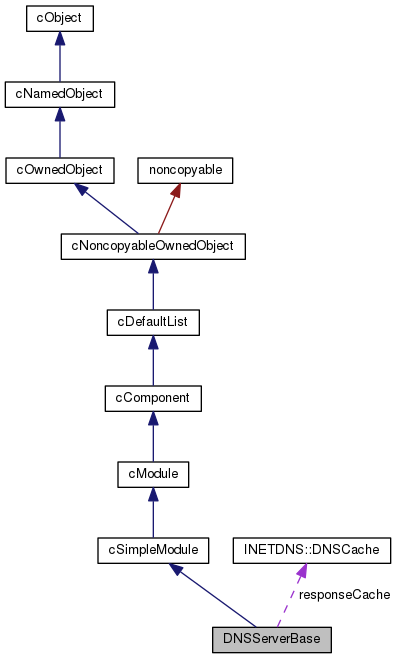 cObject
cNamedObject
cOwnedObject
noncopyable
cNoncopyableOwnedObject
cDefaultList
cComponent
cModule
cSimpleModule
INETDNS::DNSCache
responseCache
DNSServerBase